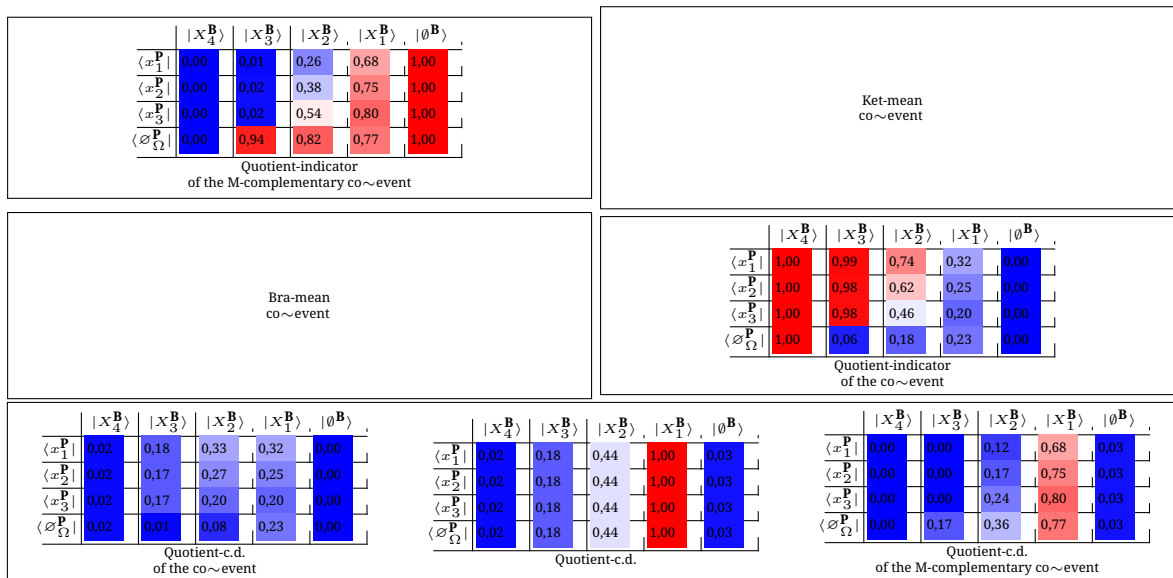 |X₄ᴮ⟩ |X₃ᴮ⟩ |X₂ᴮ⟩ |X₁ᴮ⟩ |∅ᴮ⟩
⟨x₁ᴾ| 0,00 0,01 0,26 0,68 1,00
⟨x₂ᴾ| 0,00 0,02 0,38 0,75 1,00
⟨x₃ᴾ| 0,00 0,02 0,54 0,80 1,00
⟨∅_Ωᴾ| 0,00 0,94 0,82 0,77 1,00
Quotient-indicator
of the M-complementary co∼event
Ket-mean
co∼event
Bra-mean
co∼event
|X₄ᴮ⟩ |X₃ᴮ⟩ |X₂ᴮ⟩ |X₁ᴮ⟩ |∅ᴮ⟩
⟨x₁ᴾ| 1,00 0,99 0,74 0,32 0,00
⟨x₂ᴾ| 1,00 0,98 0,62 0,25 0,00
⟨x₃ᴾ| 1,00 0,98 0,46 0,20 0,00
⟨∅_Ωᴾ| 1,00 0,06 0,18 0,23 0,00
Quotient-indicator
of the co∼event
|X₄ᴮ⟩ |X₃ᴮ⟩ |X₂ᴮ⟩ |X₁ᴮ⟩ |∅ᴮ⟩
⟨x₁ᴾ| 0,02 0,18 0,33 0,32 0,00
⟨x₂ᴾ| 0,02 0,17 0,27 0,25 0,00
⟨x₃ᴾ| 0,02 0,17 0,20 0,20 0,00
⟨∅_Ωᴾ| 0,02 0,01 0,08 0,23 0,00
Quotient-c.d.
of the co∼event
|X₄ᴮ⟩ |X₃ᴮ⟩ |X₂ᴮ⟩ |X₁ᴮ⟩ |∅ᴮ⟩
⟨x₁ᴾ| 0,02 0,18 0,44 1,00 0,03
⟨x₂ᴾ| 0,02 0,18 0,44 1,00 0,03
⟨x₃ᴾ| 0,02 0,18 0,44 1,00 0,03
⟨∅_Ωᴾ| 0,02 0,18 0,44 1,00 0,03
Quotient-c.d.
|X₄ᴮ⟩ |X₃ᴮ⟩ |X₂ᴮ⟩ |X₁ᴮ⟩ |∅ᴮ⟩
⟨x₁ᴾ| 0,00 0,00 0,12 0,68 0,03
⟨x₂ᴾ| 0,00 0,00 0,17 0,75 0,03
⟨x₃ᴾ| 0,00 0,00 0,24 0,80 0,03
⟨∅_Ωᴾ| 0,00 0,17 0,36 0,77 0,03
Quotient-c.d.
of the M-complementary co∼event